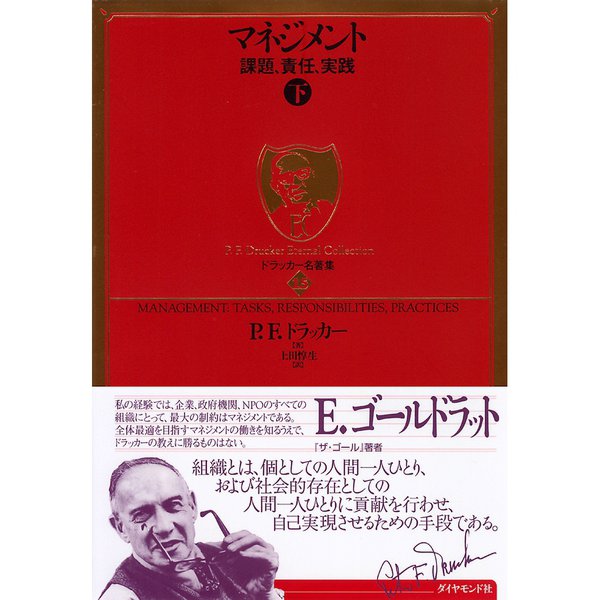 マネジメント
課題、責任、実践
下
P. F. Drucker Eternal Collection
ドラッカー名著集
15
MANAGEMENT: TASKS, RESPONSIBILITIES, PRACTICES
P.F.ドラッカー
[著]
上田惇生
[訳]
私の経験では、企業、政府機関、NPOのすべての
組織にとって、最大の制約はマネジメントである。
全体最適を目指すマネジメントの働きを知るうえで、
ドラッカーの教えに勝るものはない。
E.ゴールドラット
『ザ・ゴール』著者
組織とは、個としての人間一人ひとり、
および社会的存在としての
人間一人ひとりに貢献を行わせ、
自己実現させるための手段である。
Peter F. Drucker
ダイヤモンド社